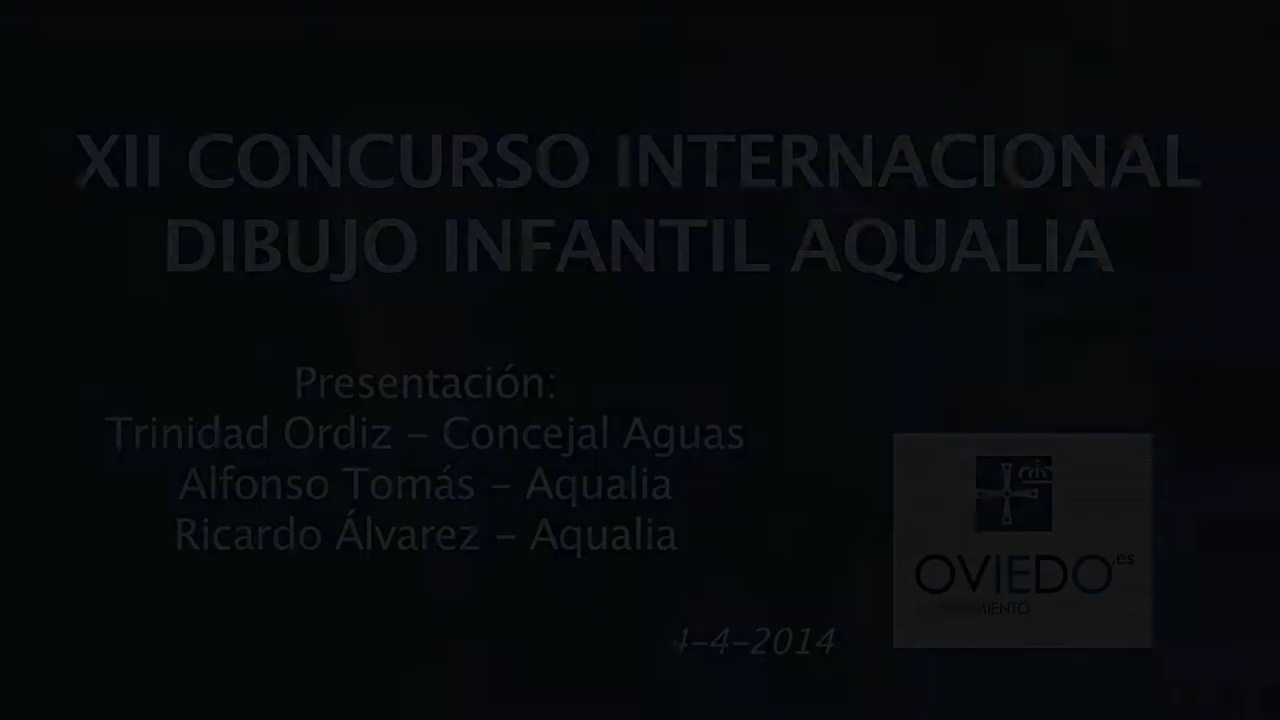 XII CONCURSO INTERNACIONAL
DIBUJO INFANTIL AQUALIA
Presentación:
Trinidad Ordiz – Concejal Aguas
Alfonso Tomás – Aqualia
Ricardo Álvarez – Aqualia
OVIEDO.es